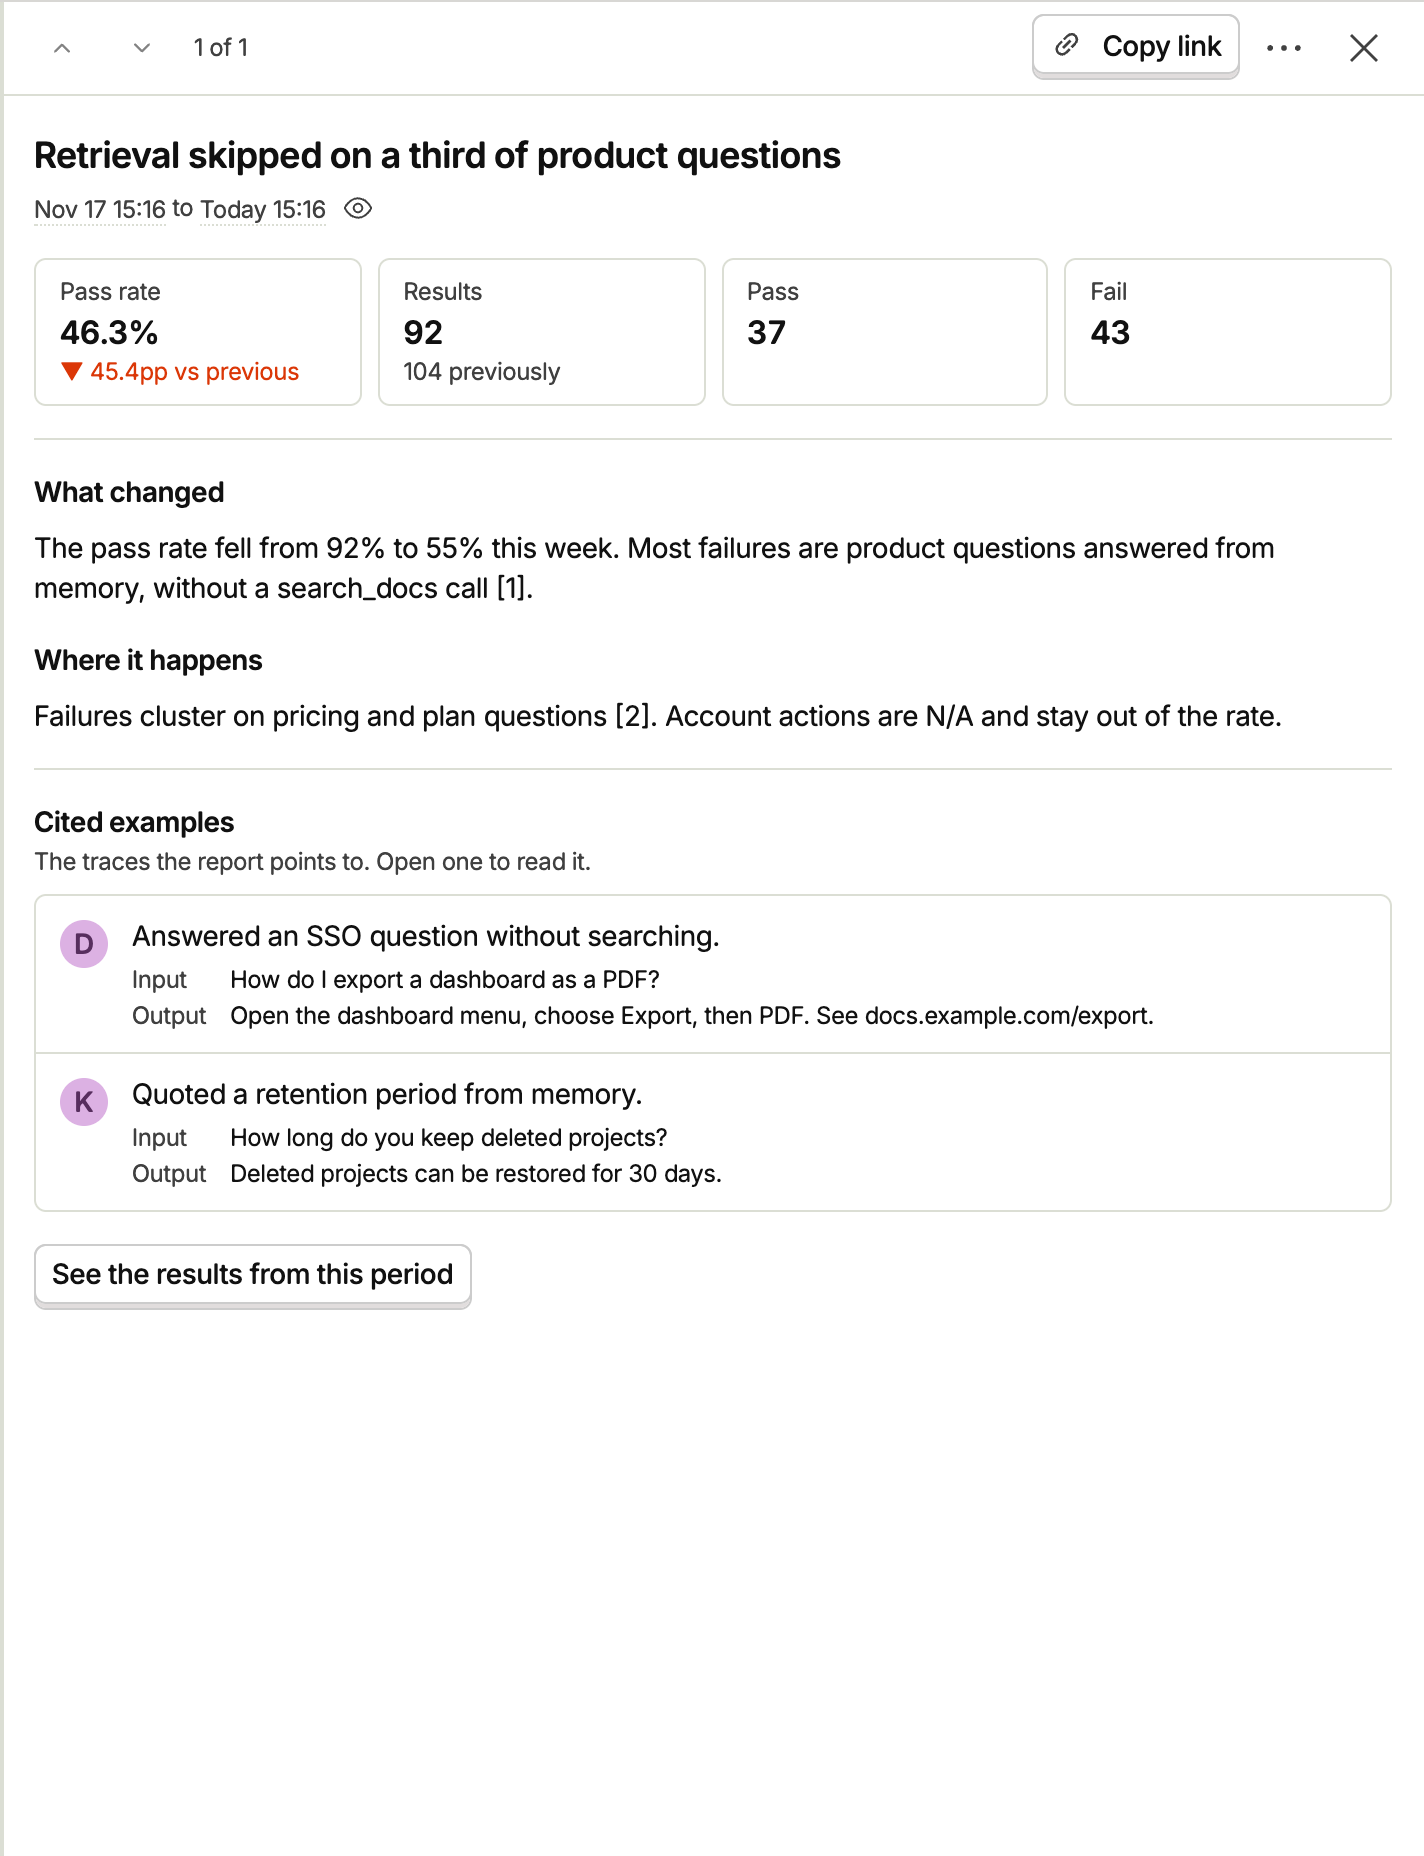 1 of 1
Copy link
Retrieval skipped on a third of product questions
Nov 17 15:16 to Today 15:16
Pass rate
46.3%
▼ 45.4pp vs previous
Results
92
104 previously
Pass
37
Fail
43
What changed
The pass rate fell from 92% to 55% this week. Most failures are product questions answered from
memory, without a search_docs call [1].
Where it happens
Failures cluster on pricing and plan questions [2]. Account actions are N/A and stay out of the rate.
Cited examples
The traces the report points to. Open one to read it.
D
Answered an SSO question without searching.
Input How do I export a dashboard as a PDF?
Output Open the dashboard menu, choose Export, then PDF. See docs.example.com/export.
K
Quoted a retention period from memory.
Input How long do you keep deleted projects?
Output Deleted projects can be restored for 30 days.
See the results from this period